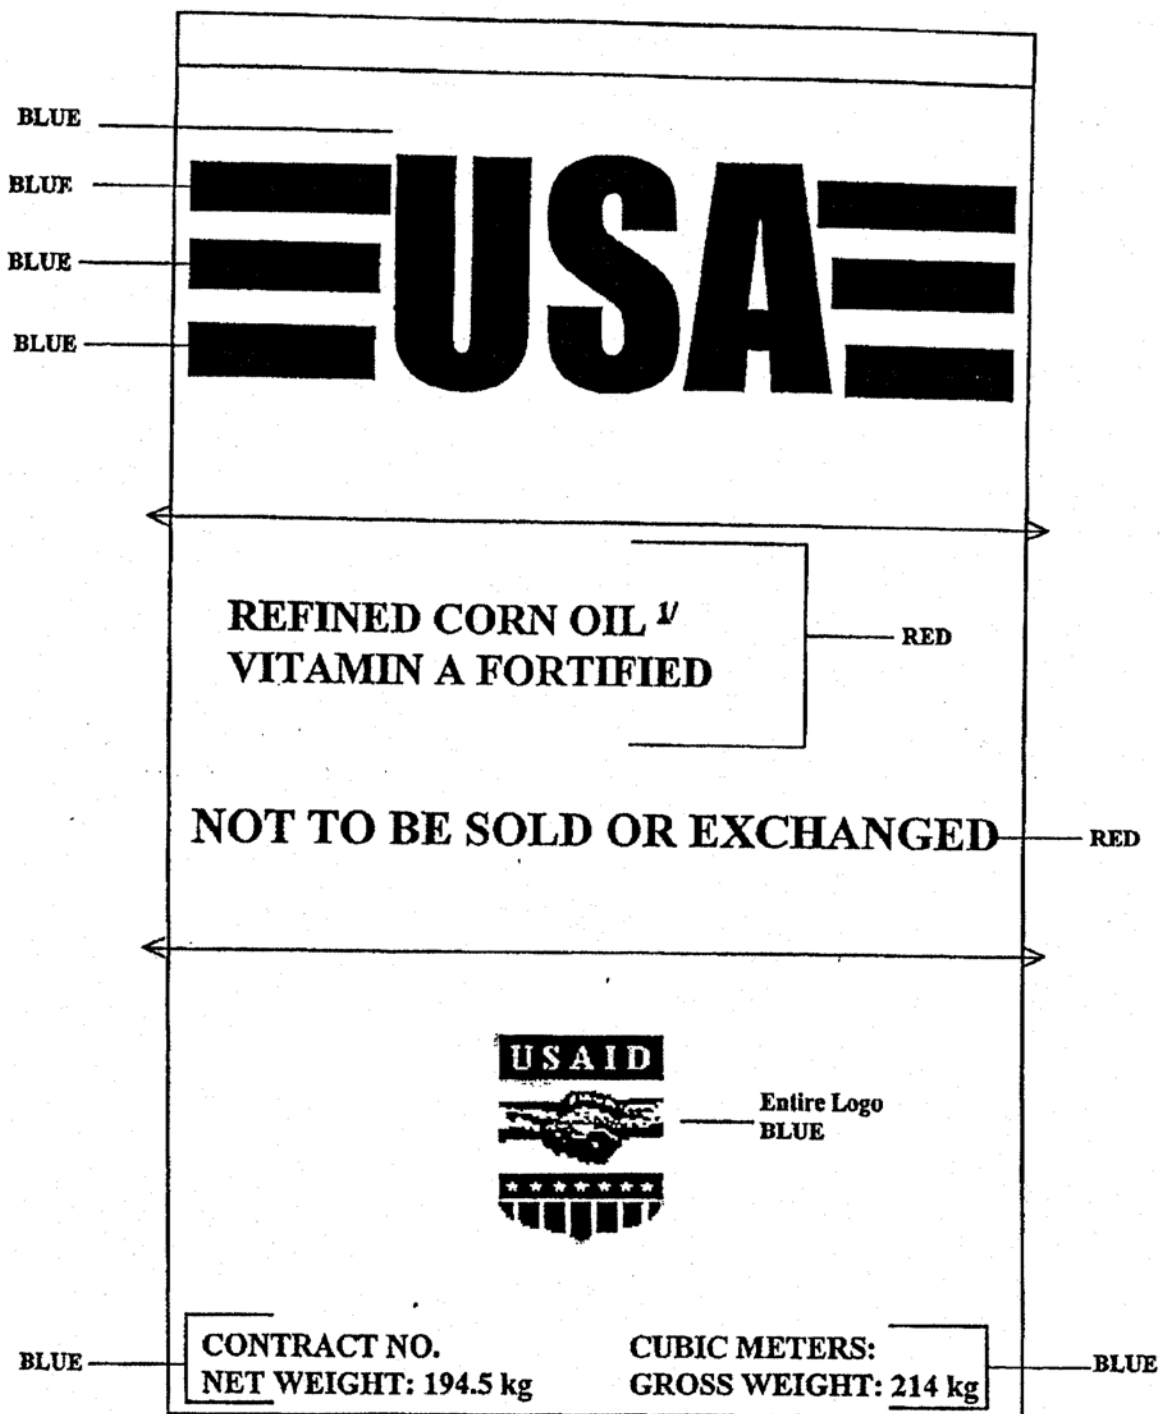 BLUE
USA
BLUE
BLUE
BLUE
REFINED CORN OIL 1/
VITAMIN A FORTIFIED
RED
NOT TO BE SOLD OR EXCHANGED
RED
USAID
Entire Logo
BLUE
BLUE
CONTRACT NO.
NET WEIGHT: 194.5 kg
CUBIC METERS:
GROSS WEIGHT: 214 kg
BLUE